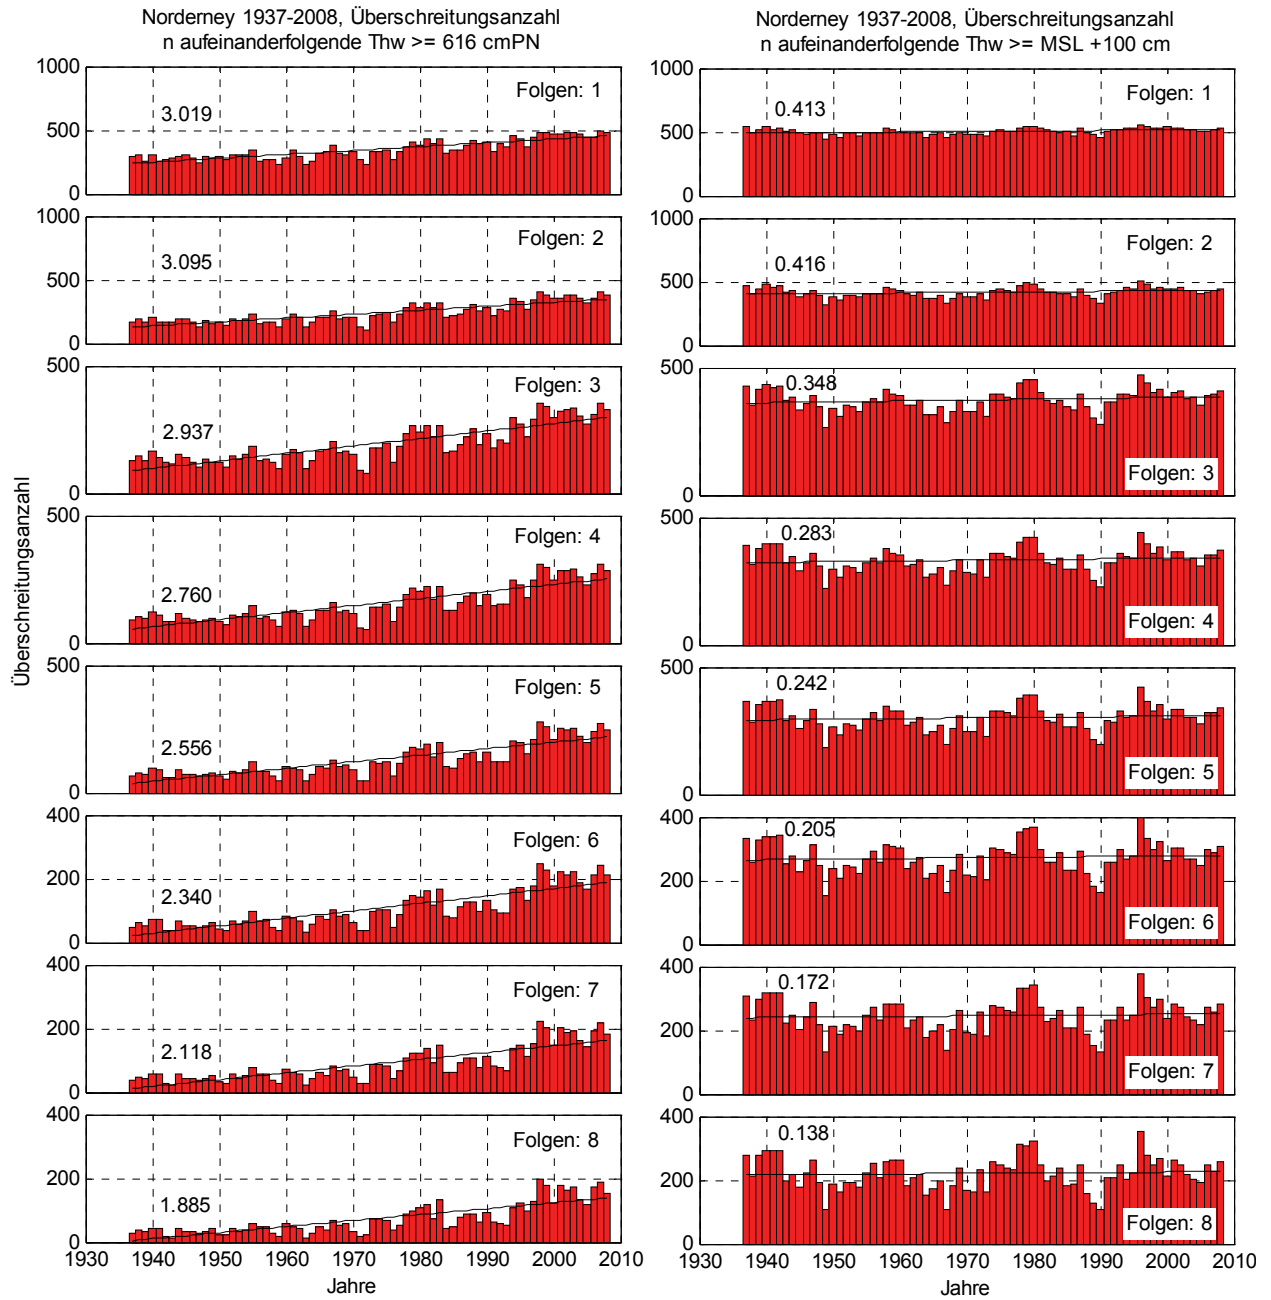 Norderney 1937-2008, Überschreitungsanzahl
n aufeinanderfolgende Thw >= 616 cmPN
1000
500
0
3.019
Folgen: 1
1000
500
0
3.095
Folgen: 2
500
0
2.937
Folgen: 3
500
0
2.760
Folgen: 4
500
0
2.556
Folgen: 5
400
200
0
2.340
Folgen: 6
400
200
0
2.118
Folgen: 7
400
200
0
1.885
Folgen: 8
1930 1940 1950 1960 1970 1980 1990 2000 2010
Jahre
Überschreitungsanzahl
Norderney 1937-2008, Überschreitungsanzahl
n aufeinanderfolgende Thw >= MSL +100 cm
1000
500
0
0.413
Folgen: 1
1000
500
0
0.416
Folgen: 2
500
0
0.348
Folgen: 3
500
0
0.283
Folgen: 4
500
0
0.242
Folgen: 5
400
200
0
0.205
Folgen: 6
400
200
0
0.172
Folgen: 7
400
200
0
0.138
Folgen: 8
1930 1940 1950 1960 1970 1980 1990 2000 2010
Jahre